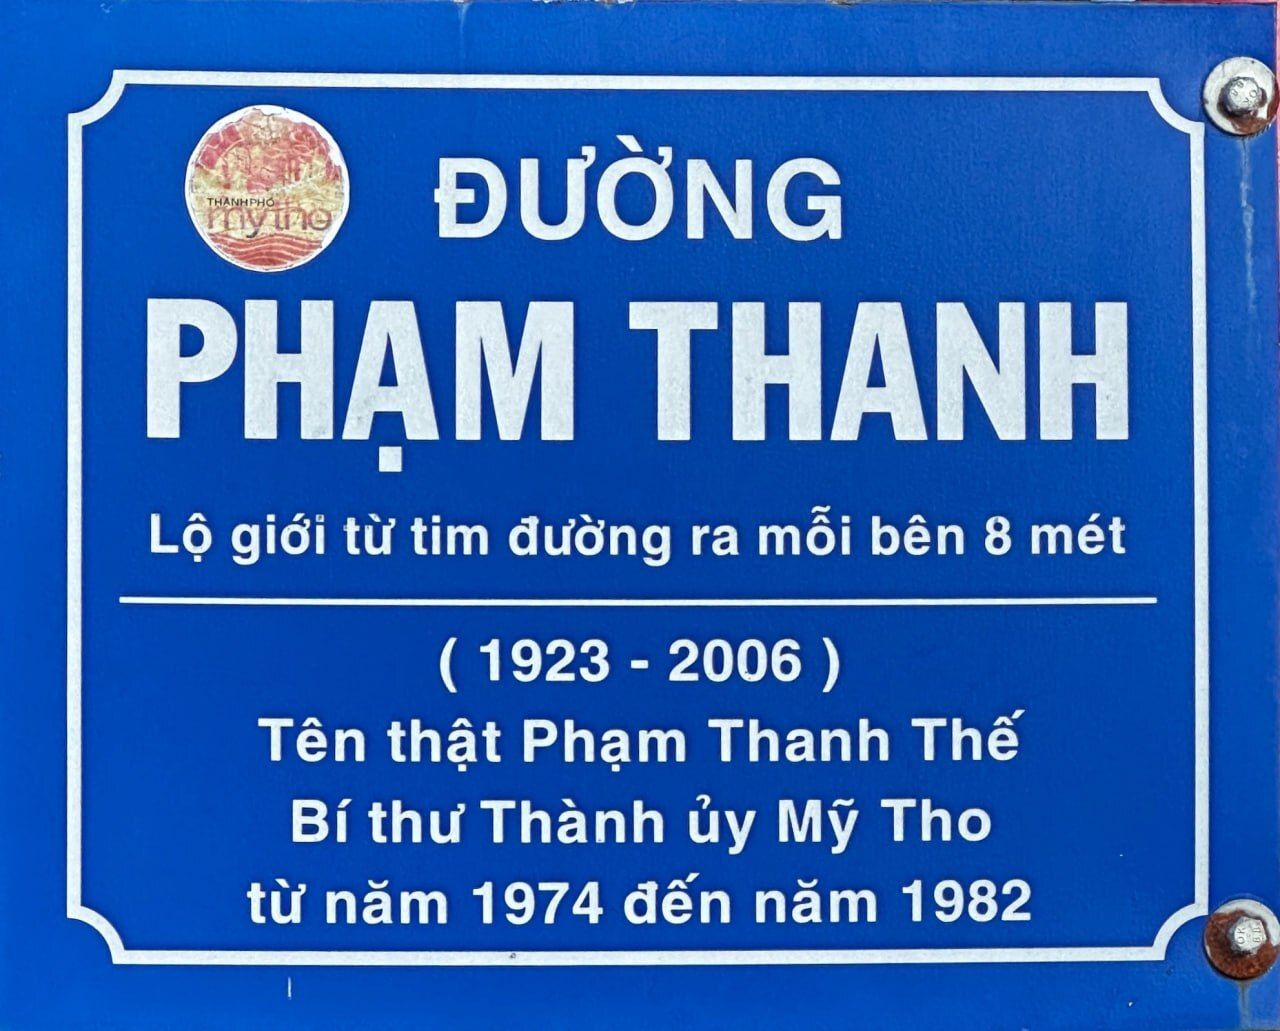 THÀNH PHỐ
mỹ tho
ĐƯỜNG
PHẠM THANH
Lộ giới từ tim đường ra mỗi bên 8 mét
( 1923 - 2006 )
Tên thật Phạm Thanh Thế
Bí thư Thành ủy Mỹ Tho
từ năm 1974 đến năm 1982